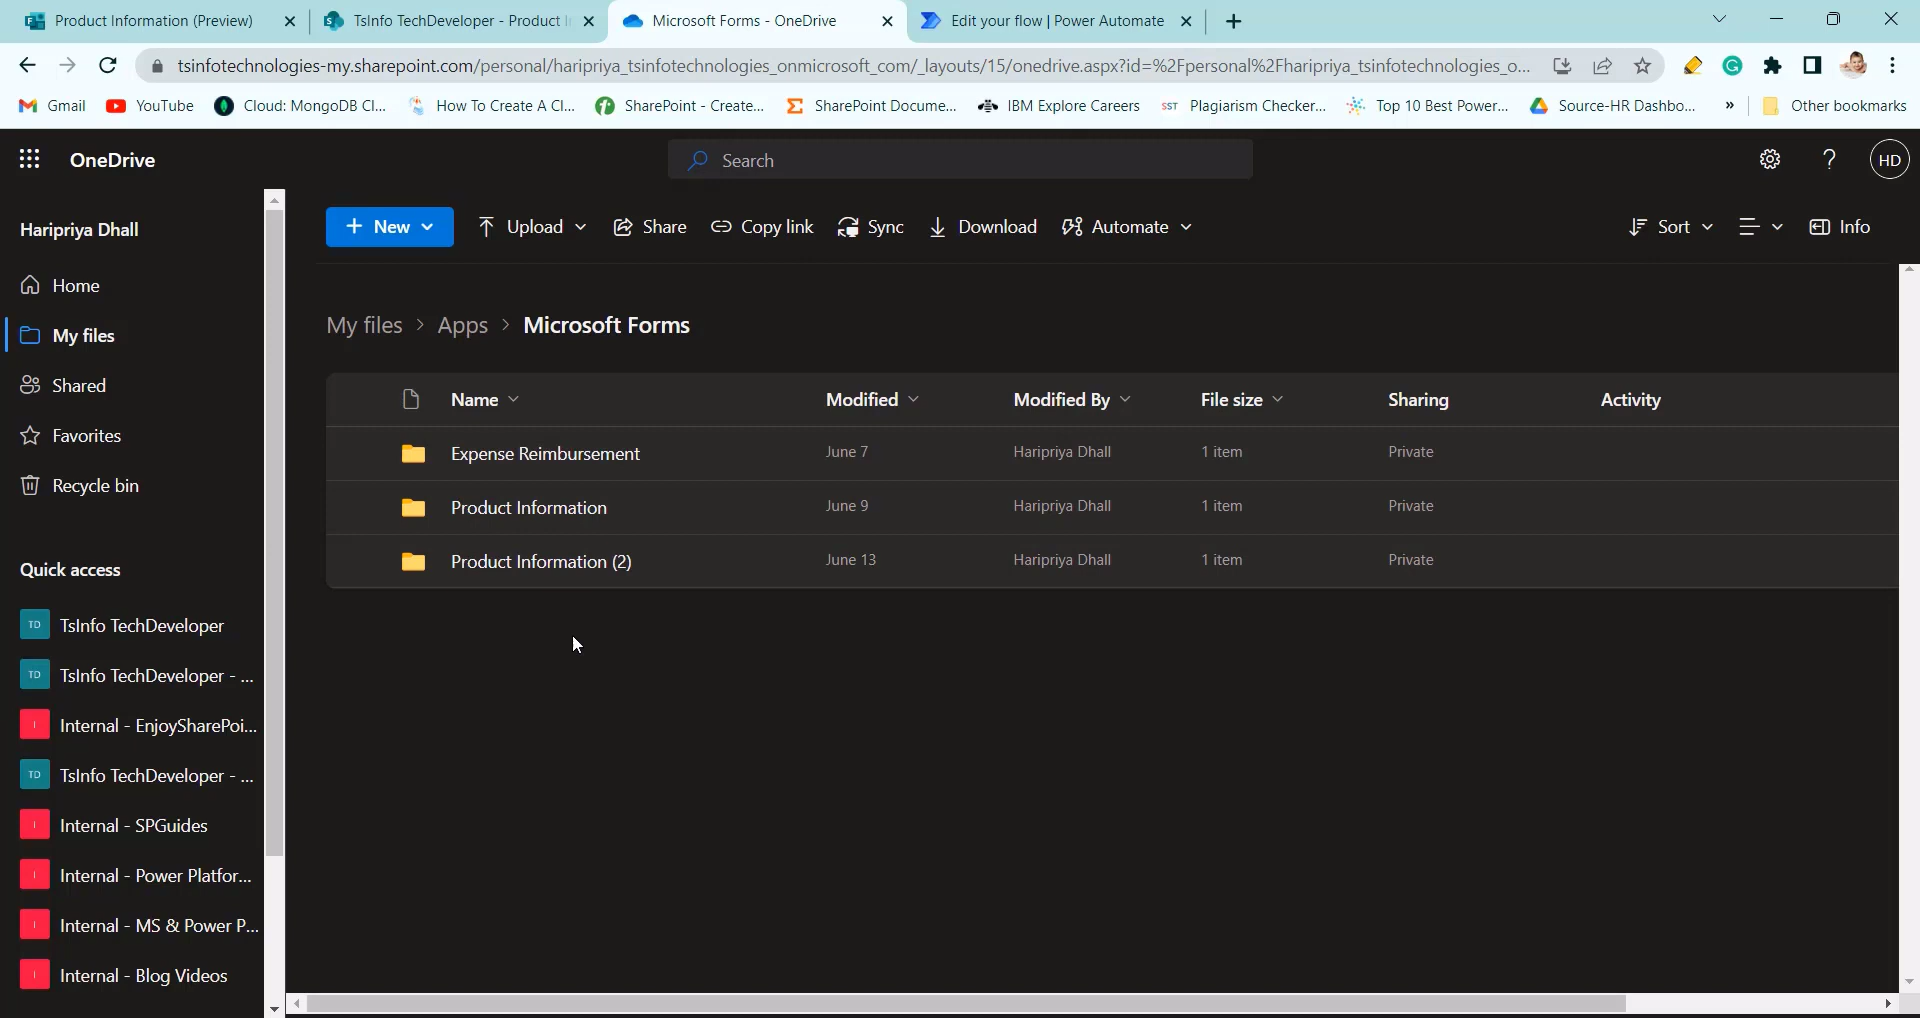 Product Information (Preview)
TsInfo TechDeveloper - Product I
Microsoft Forms - OneDrive
Edit your flow | Power Automate
tsinfotechnologies-my.sharepoint.com/personal/haripriya_tsinfotechnologies_onmicrosoft_com/_layouts/15/onedrive.aspx?id=%2Fpersonal%2Fharipriya_tsinfotechnologies_o...
Gmail
YouTube
Cloud: MongoDB Cl...
How To Create A Cl...
SharePoint - Create...
SharePoint Docume...
IBM Explore Careers
SST Plagiarism Checker...
Top 10 Best Power...
Source-HR Dashbo...
»
Other bookmarks
OneDrive
Search
HD
Haripriya Dhall
Home
My files
Shared
Favorites
Recycle bin
Quick access
TD TsInfo TechDeveloper
TD TsInfo TechDeveloper - ...
I Internal - EnjoySharePoi...
TD TsInfo TechDeveloper - ...
I Internal - SPGuides
I Internal - Power Platfor...
I Internal - MS & Power P...
I Internal - Blog Videos
+ New
Upload
Share
Copy link
Sync
Download
Automate
Sort
Info
My files > Apps > Microsoft Forms
Name Modified Modified By File size Sharing Activity
Expense Reimbursement June 7 Haripriya Dhall 1 item Private
Product Information June 9 Haripriya Dhall 1 item Private
Product Information (2) June 13 Haripriya Dhall 1 item Private